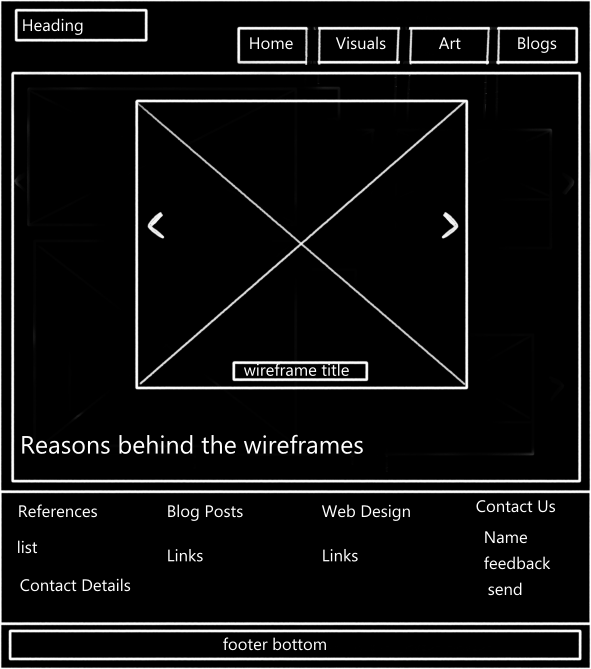 Heading
Home Visuals Art Blogs
wireframe title
Reasons behind the wireframes
References Blog Posts Web Design Contact Us
list Links Links Name
feedback
Contact Details send
footer bottom